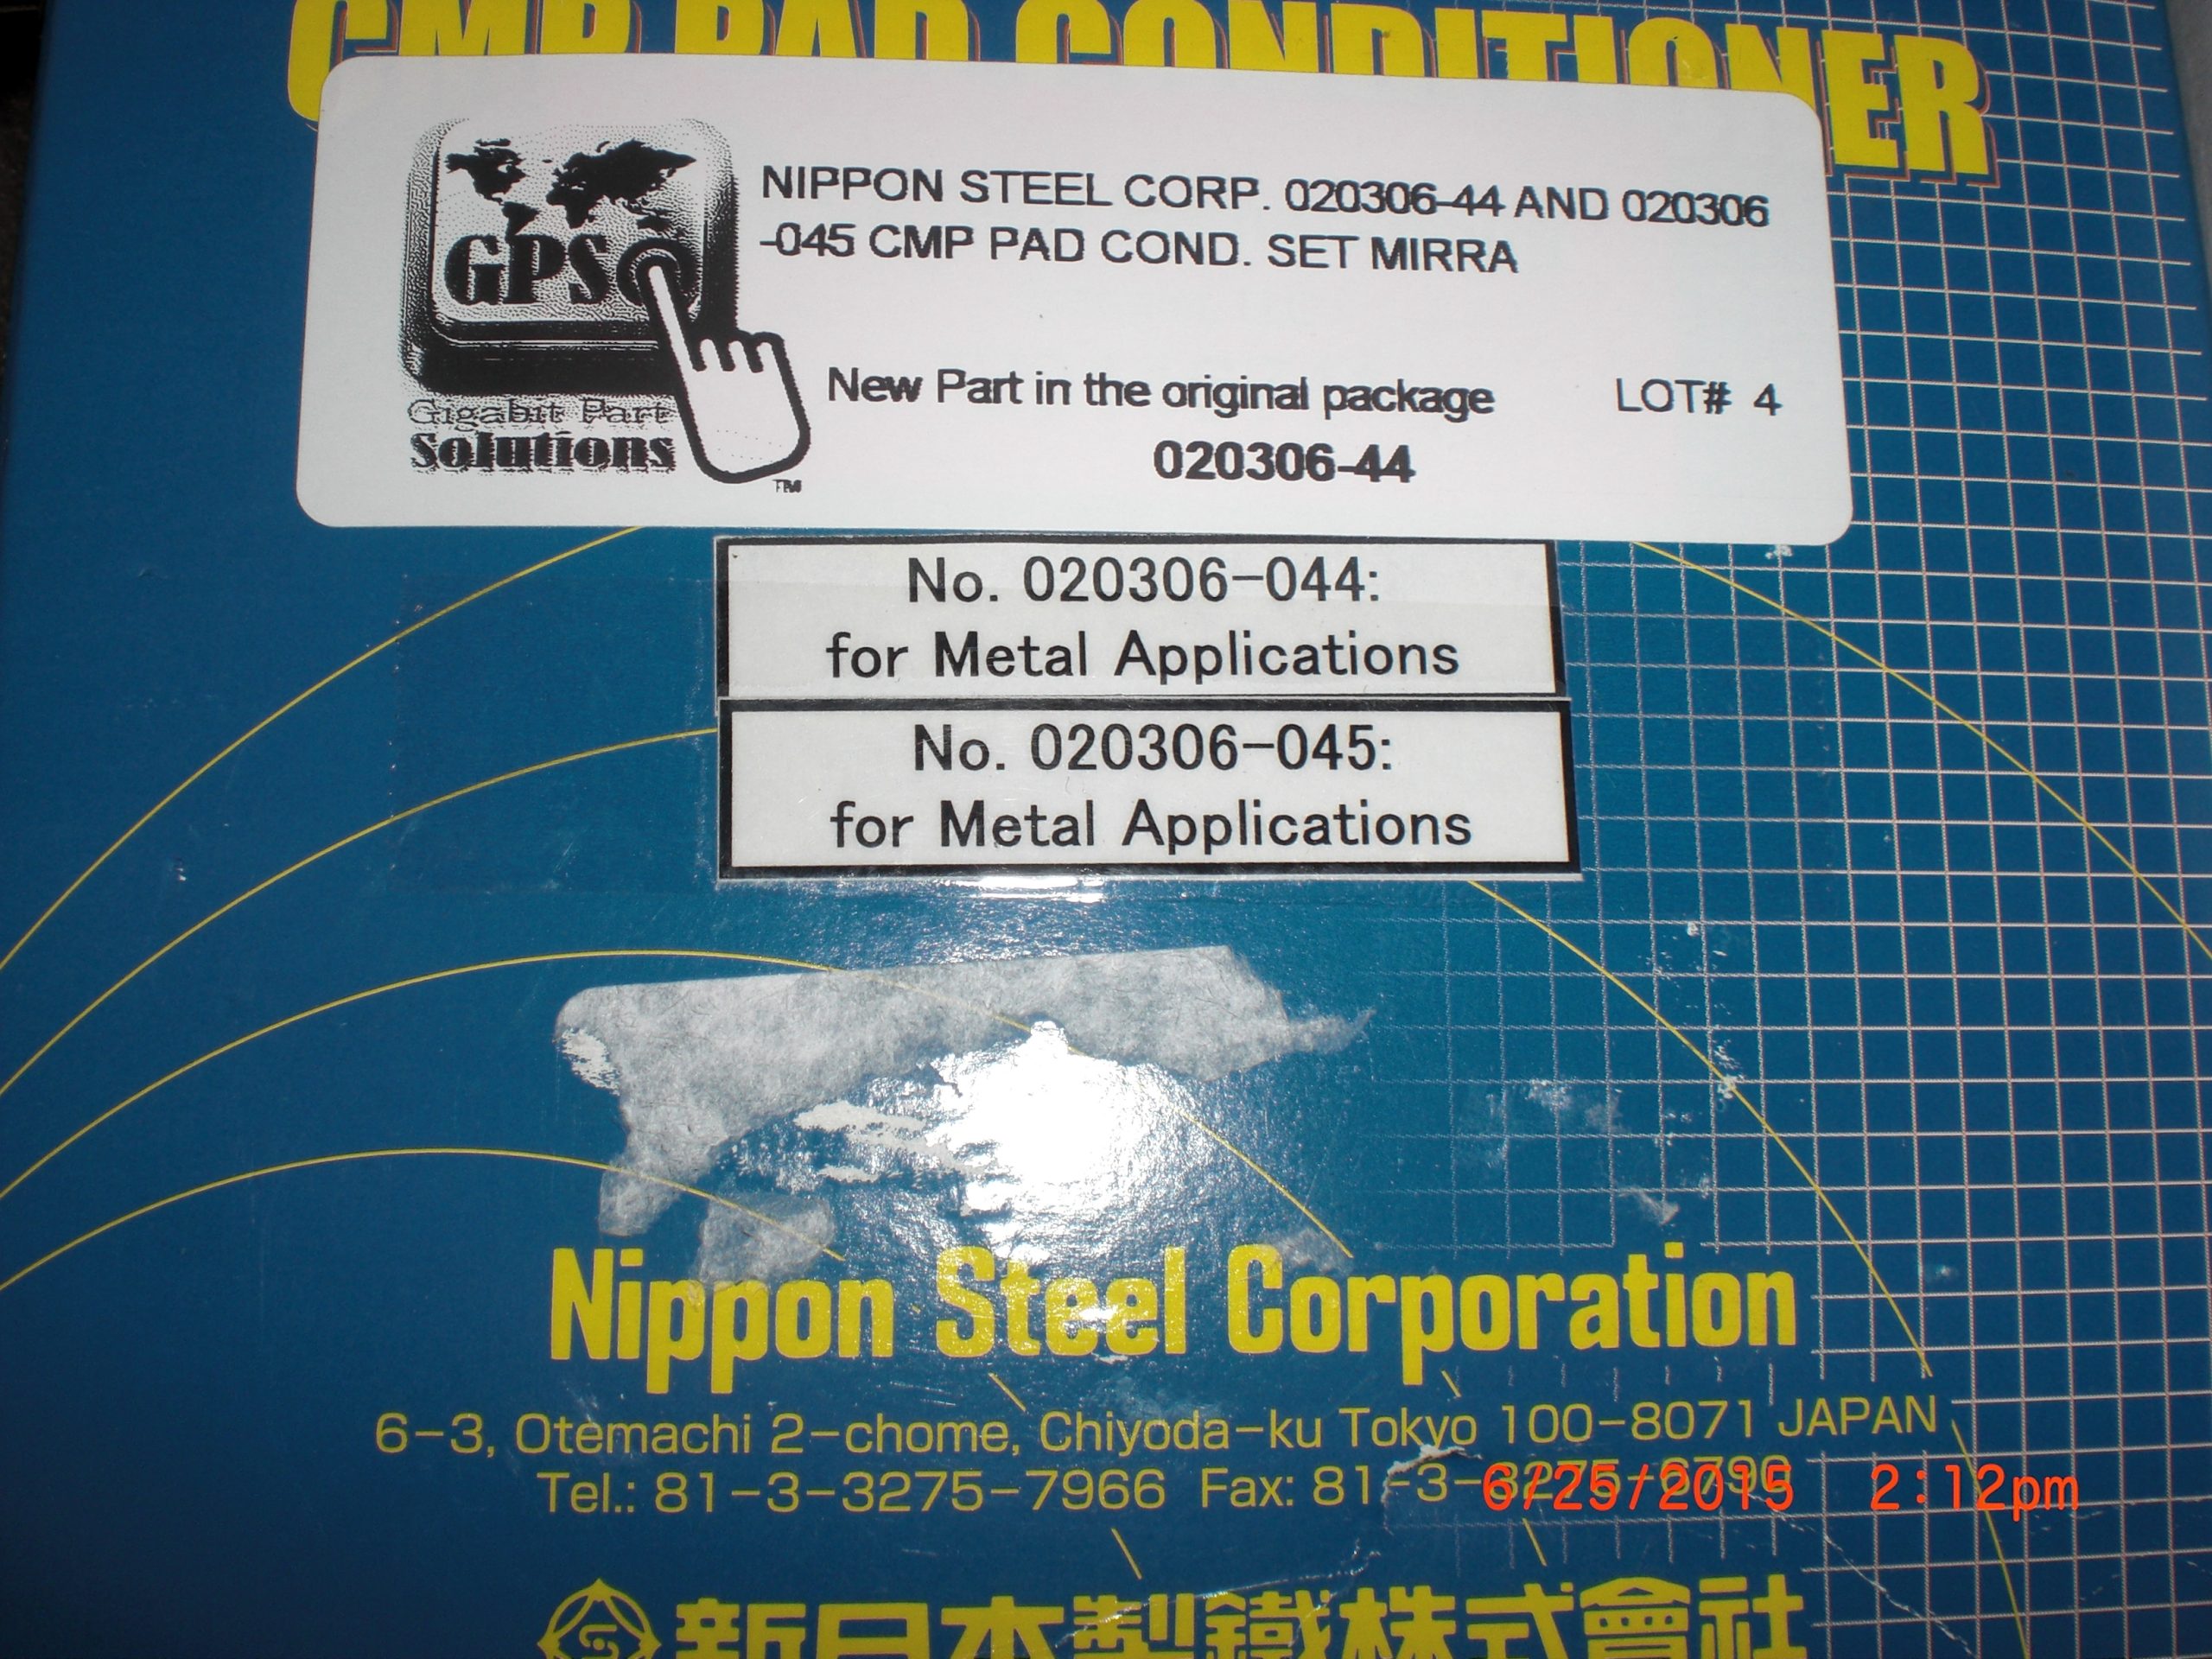 CMP PAD CONDITIONER
GPS
Gigabit Part
Solutions
TM
NIPPON STEEL CORP. 020306-44 AND 020306
-045 CMP PAD COND. SET MIRRA
New Part in the original package
LOT# 4
020306-44
No. 020306-044:
for Metal Applications
No. 020306-045:
for Metal Applications
Nippon Steel Corporation
6-3, Otemachi 2-chome, Chiyoda-ku Tokyo 100-8071 JAPAN
Tel.: 81-3-3275-7966 Fax: 81-3-
6/25/2015 2:12pm
新日本製鐵株式會社